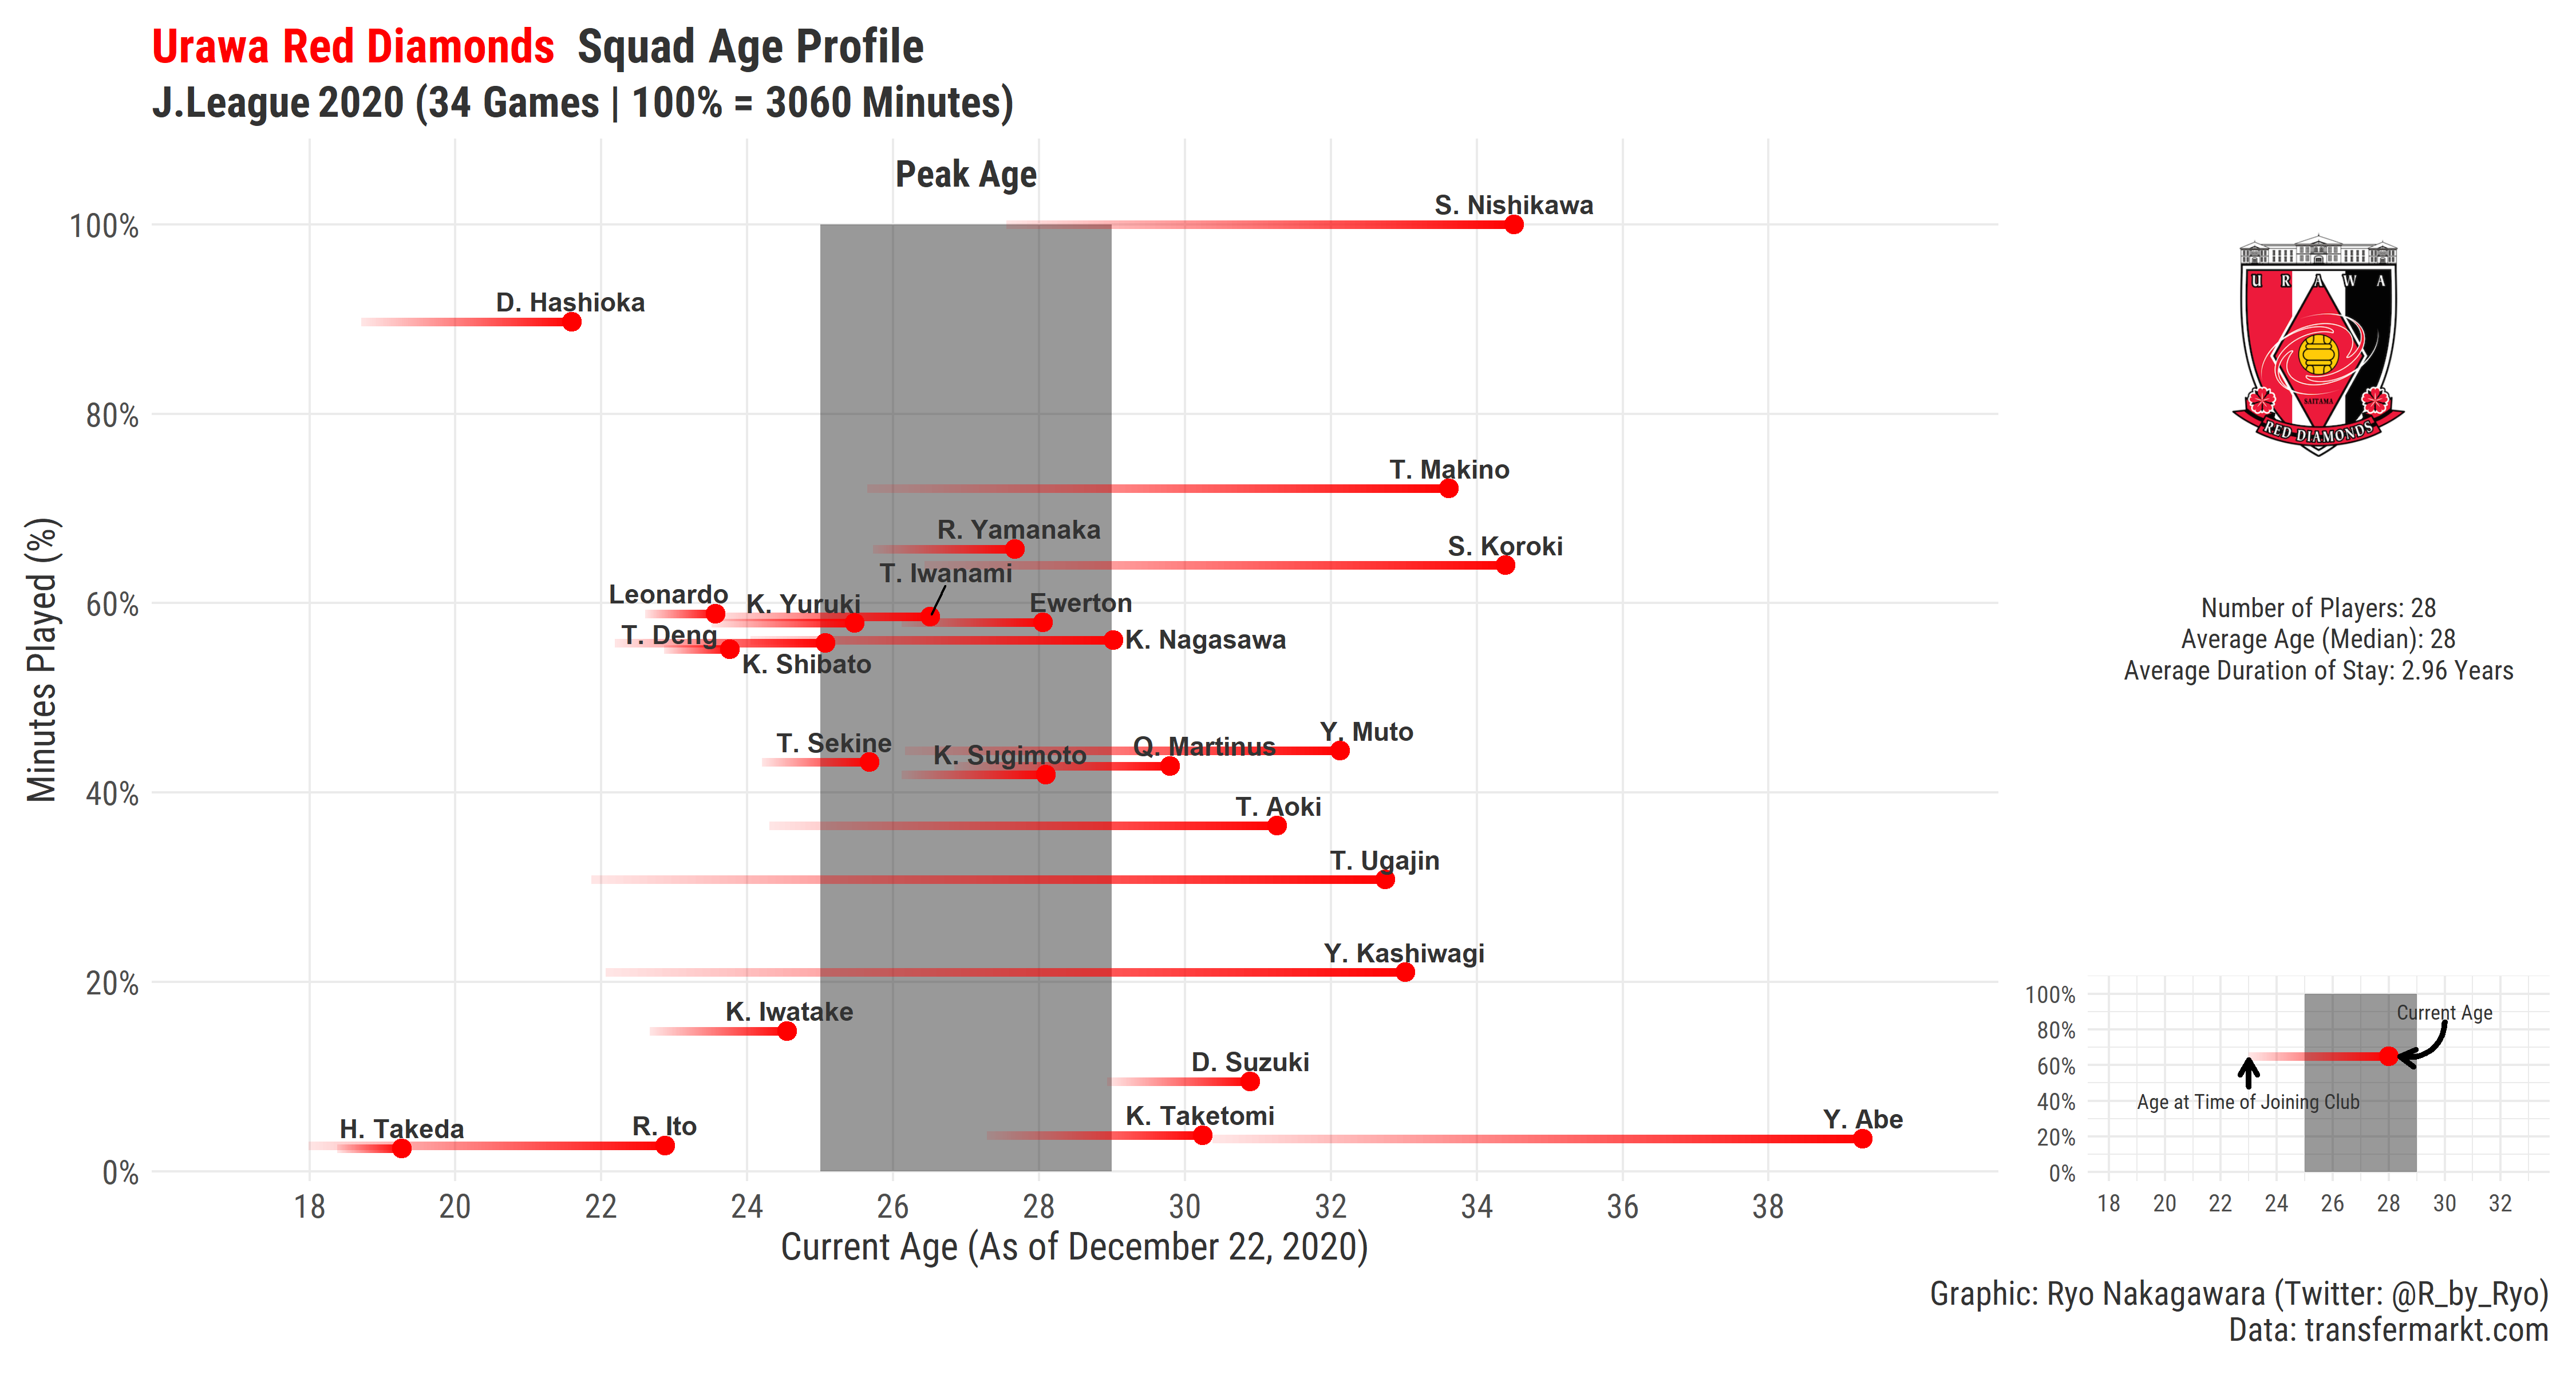 Urawa Red Diamonds Squad Age Profile
J.League 2020 (34 Games | 100% = 3060 Minutes)
Peak Age
S. Nishikawa
100%
D. Hashioka
80%
T. Makino
R. Yamanaka
S. Koroki
T. Iwanami
Leonardo
K. Yuruki
Ewerton
60%
T. Deng
K. Nagasawa
K. Shibato
Y. Muto
T. Sekine
Q. Martinus
K. Sugimoto
40%
T. Aoki
T. Ugajin
Y. Kashiwagi
20%
K. Iwatake
D. Suzuki
K. Taketomi
Y. Abe
R. Ito
H. Takeda
0%
18 20 22 24 26 28 30 32 34 36 38
Minutes Played (%)
Current Age (As of December 22, 2020)
URAWA
SAITAMA
RED DIAMONDS
Number of Players: 28
Average Age (Median): 28
Average Duration of Stay: 2.96 Years
100%
Current Age
80%
60%
40%
Age at Time of Joining Club
20%
0%
18 20 22 24 26 28 30 32
Graphic: Ryo Nakagawara (Twitter: @R_by_Ryo)
Data: transfermarkt.com